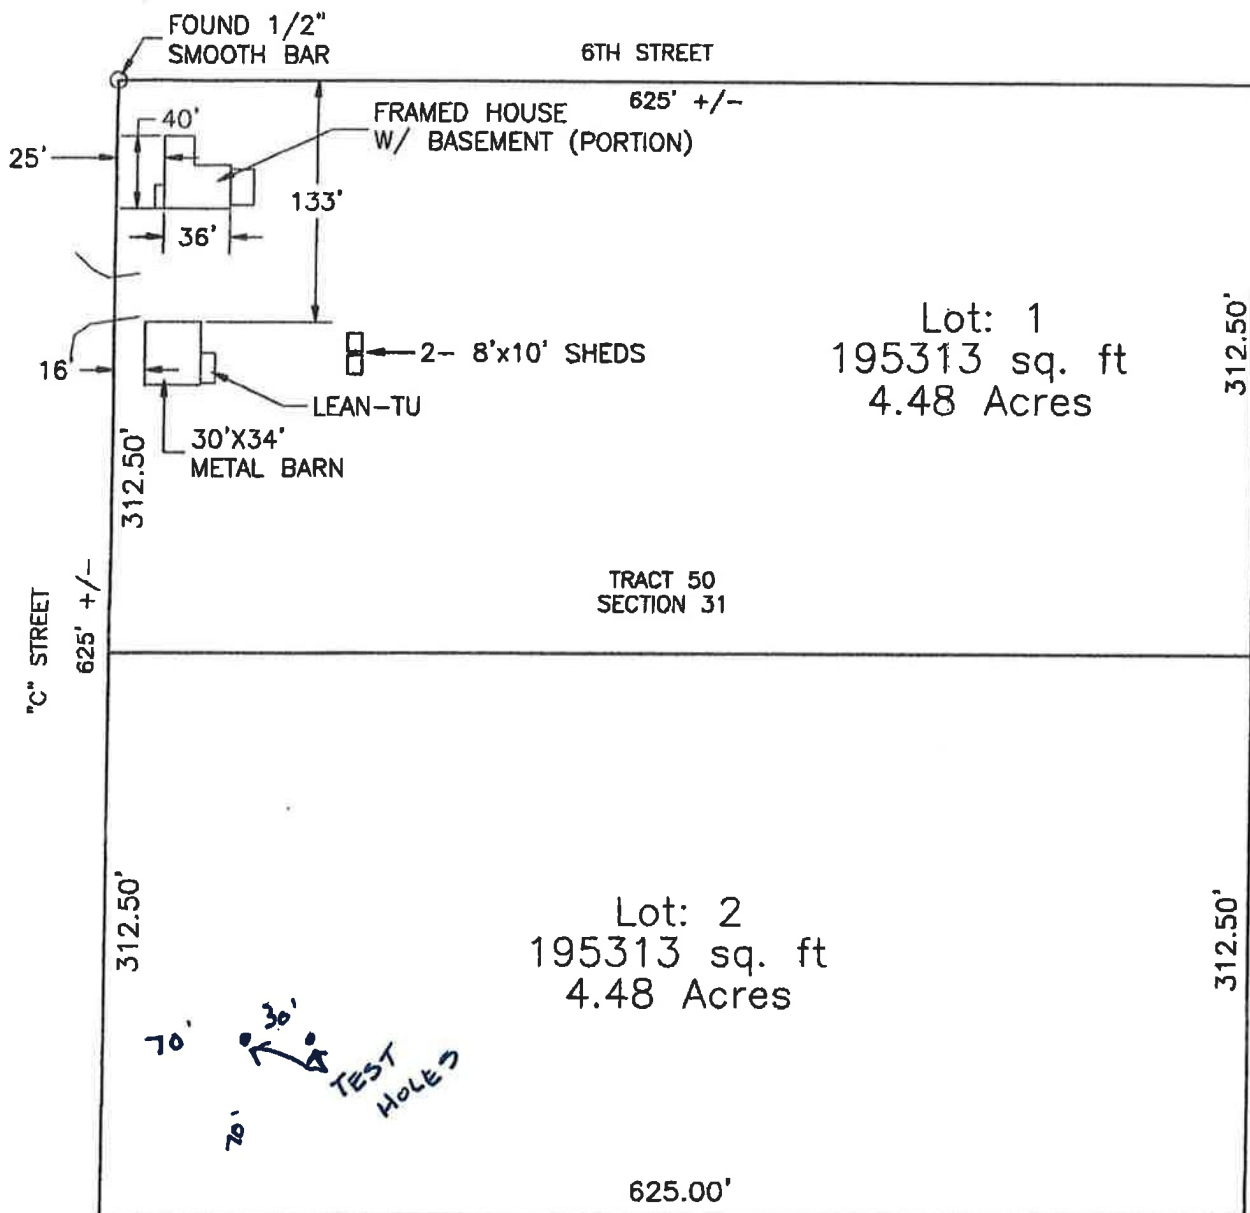 FOUND 1/2"
SMOOTH BAR
6TH STREET
625' +/-
40'
FRAMED HOUSE
W/ BASEMENT (PORTION)
25'
133'
36'
Lot: 1
195313 sq. ft
4.48 Acres
312.50'
2- 8'x10' SHEDS
16'
LEAN-TU
30'X34'
METAL BARN
312.50'
TRACT 50
SECTION 31
"C" STREET
625' +/-
312.50'
Lot: 2
195313 sq. ft
4.48 Acres
312.50'
70'
30'
TEST
HOLES
70'
625.00'